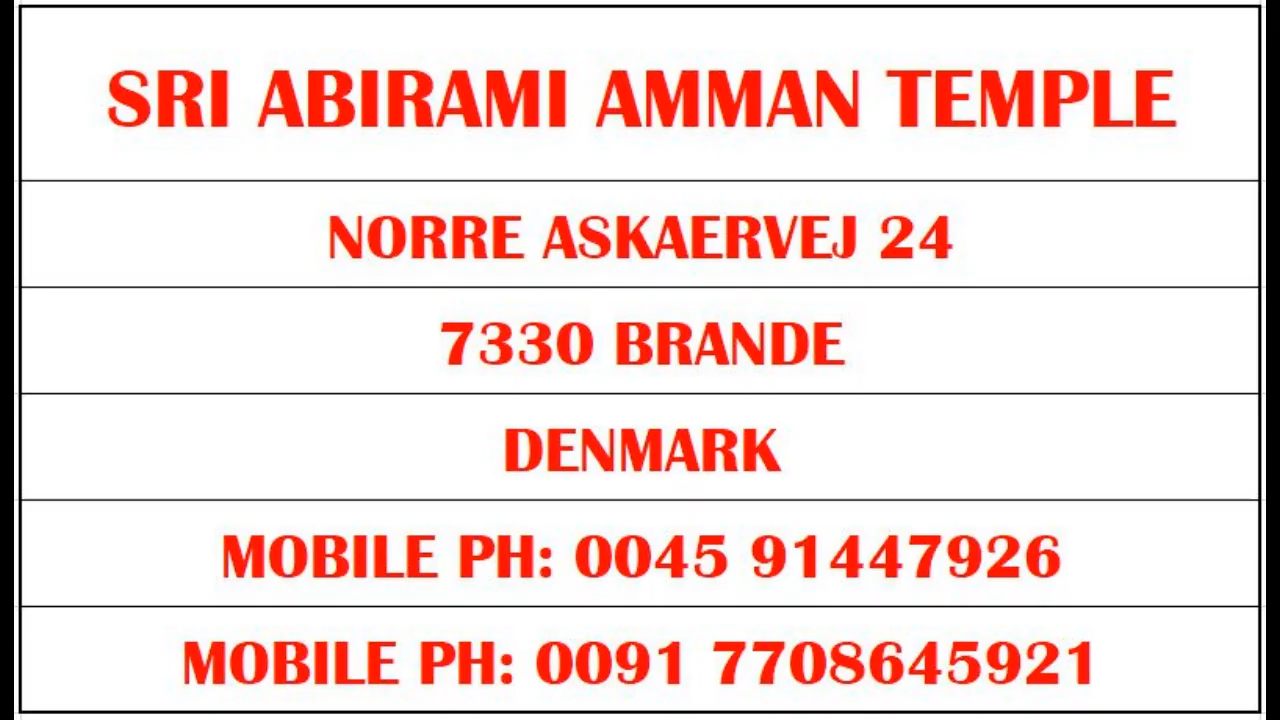 SRI ABIRAMI AMMAN TEMPLE
NORRE ASKAERVEJ 24
7330 BRANDE
DENMARK
MOBILE PH: 0045 91447926
MOBILE PH: 0091 7708645921